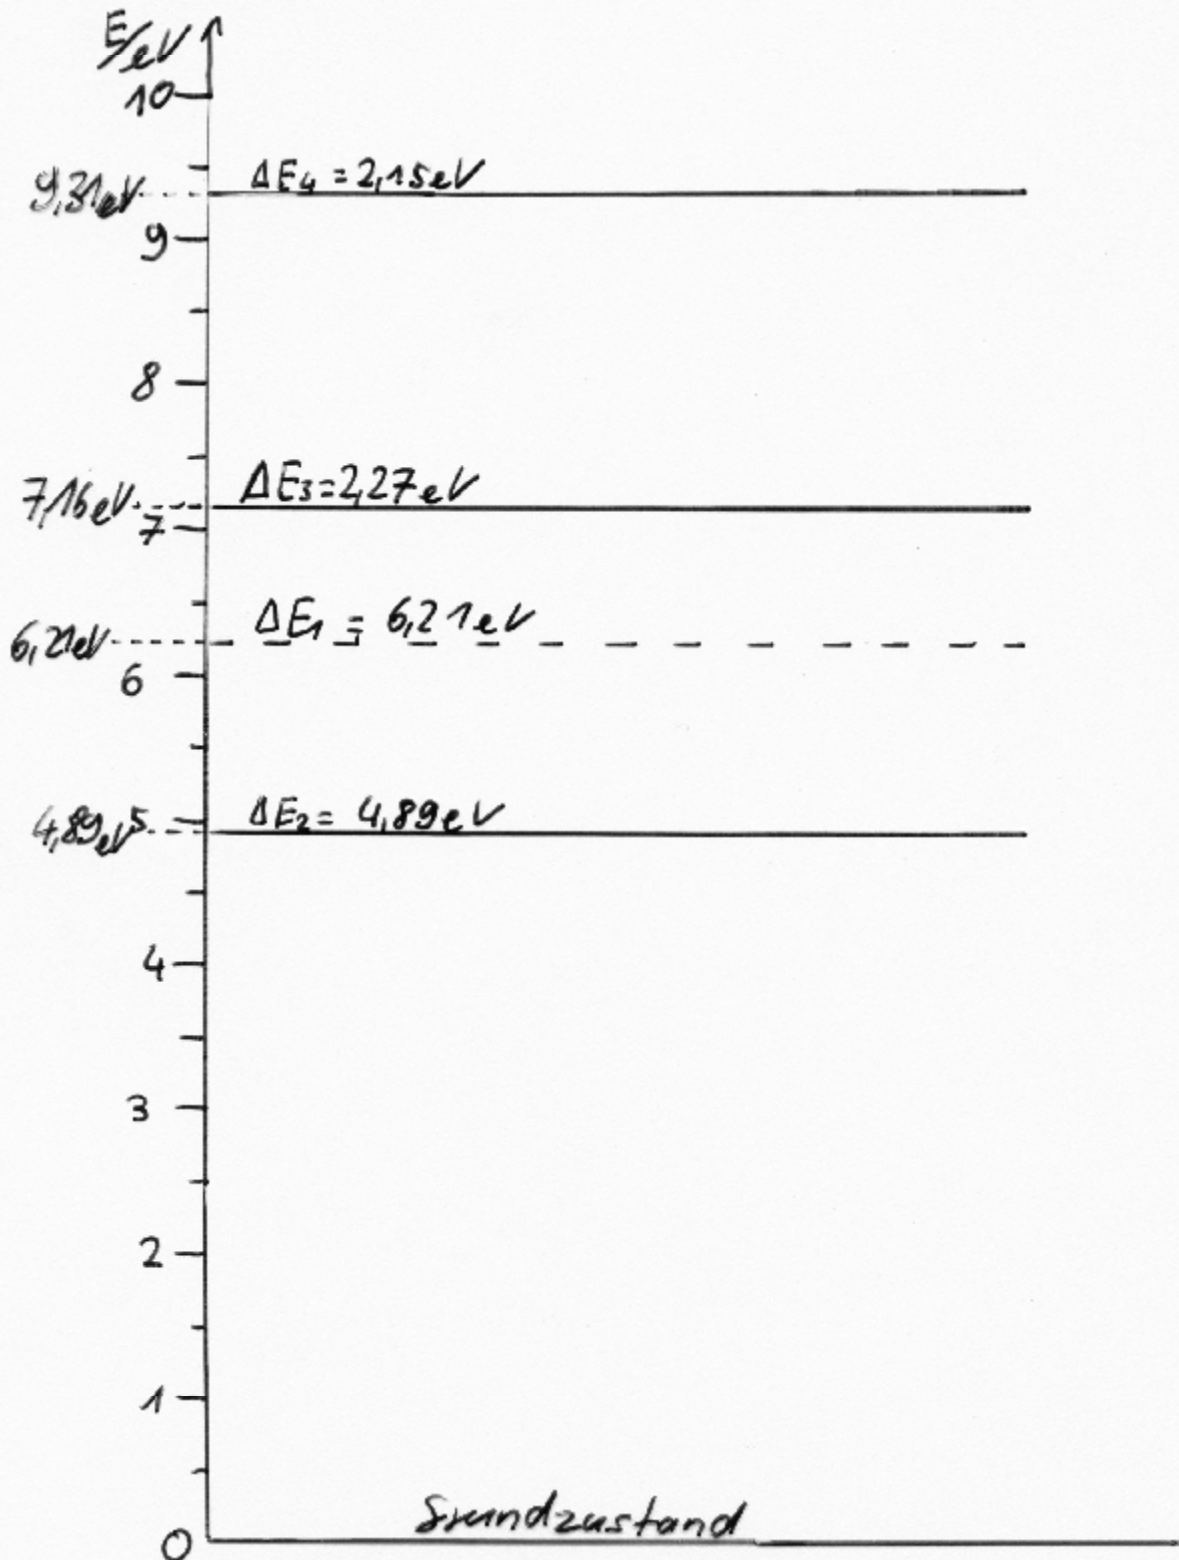 E/eV
10
ΔE₄ = 2,15eV
9,31eV
9
8
ΔE₃=2,27eV
7,16eV
7
ΔE₁ = 6,21eV
6,21eV
6
ΔE₂ = 4,89eV
4,89eV 5
4
3
2
1
Grundzustand
0